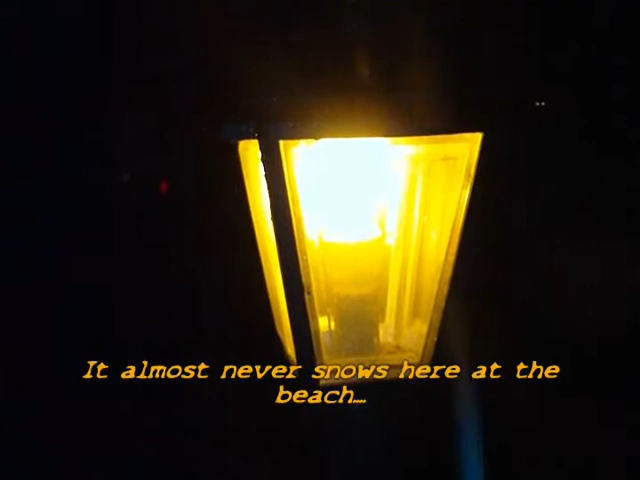 It almost never snows here at the
beach....